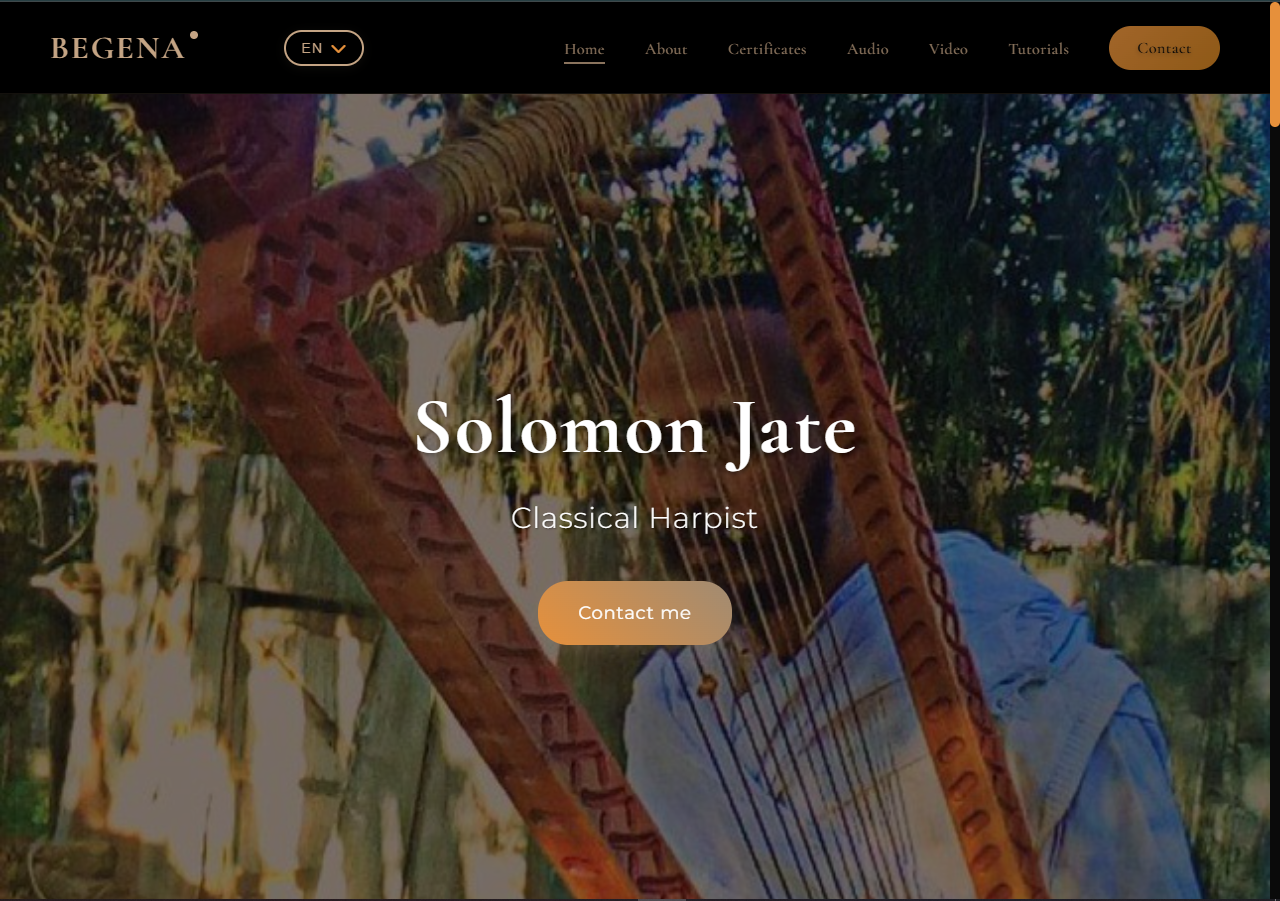 BEGENA
EN
Home
About
Certificates
Audio
Video
Tutorials
Contact
Solomon Jate
Classical Harpist
Contact me